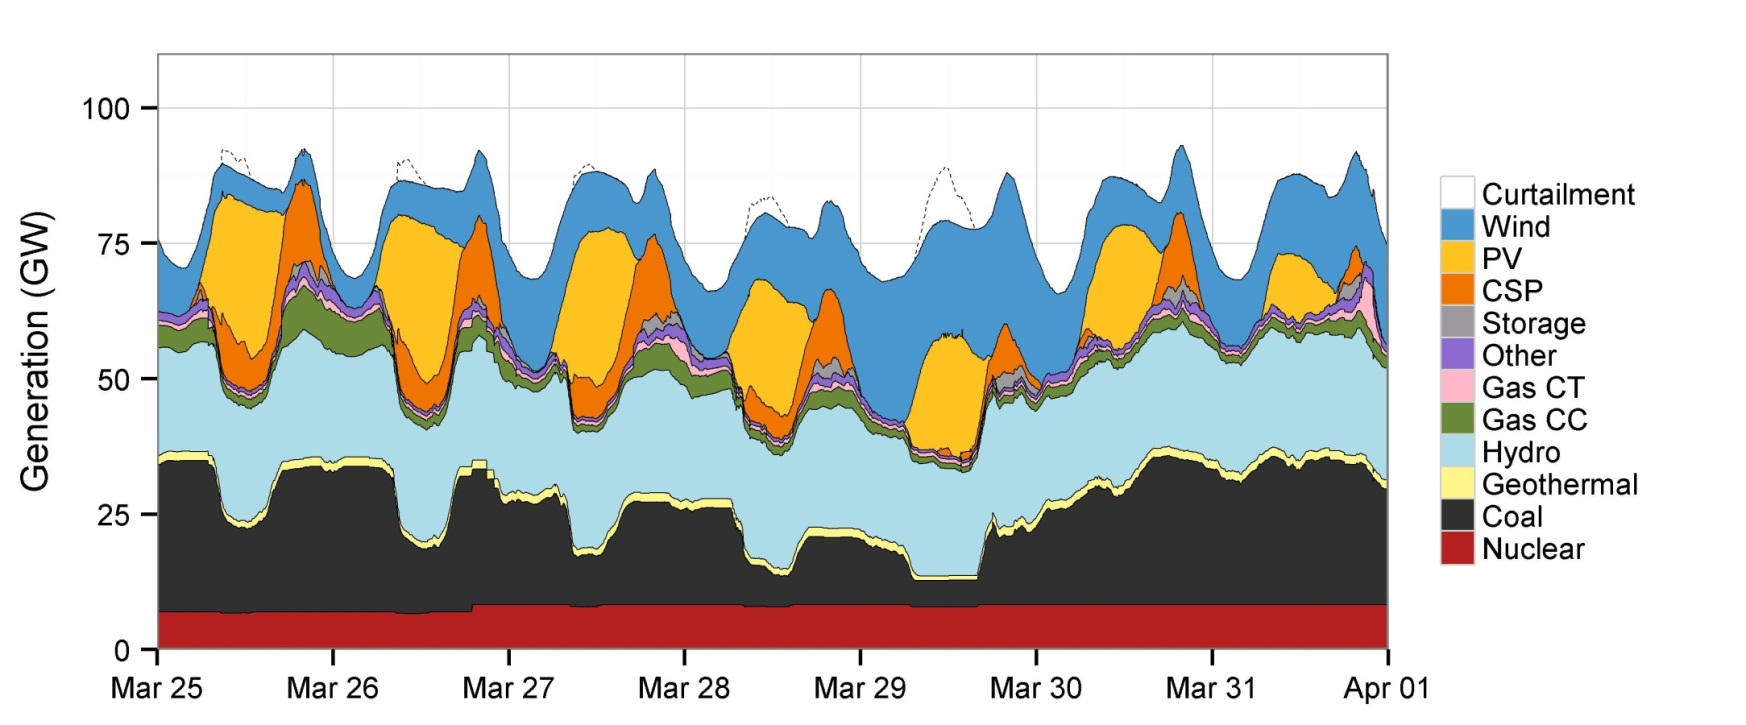 Generation (GW)
100
75
50
25
0
Mar 25
Mar 26
Mar 27
Mar 28
Mar 29
Mar 30
Mar 31
Apr 01
Curtailment
Wind
PV
CSP
Storage
Other
Gas CT
Gas CC
Hydro
Geothermal
Coal
Nuclear